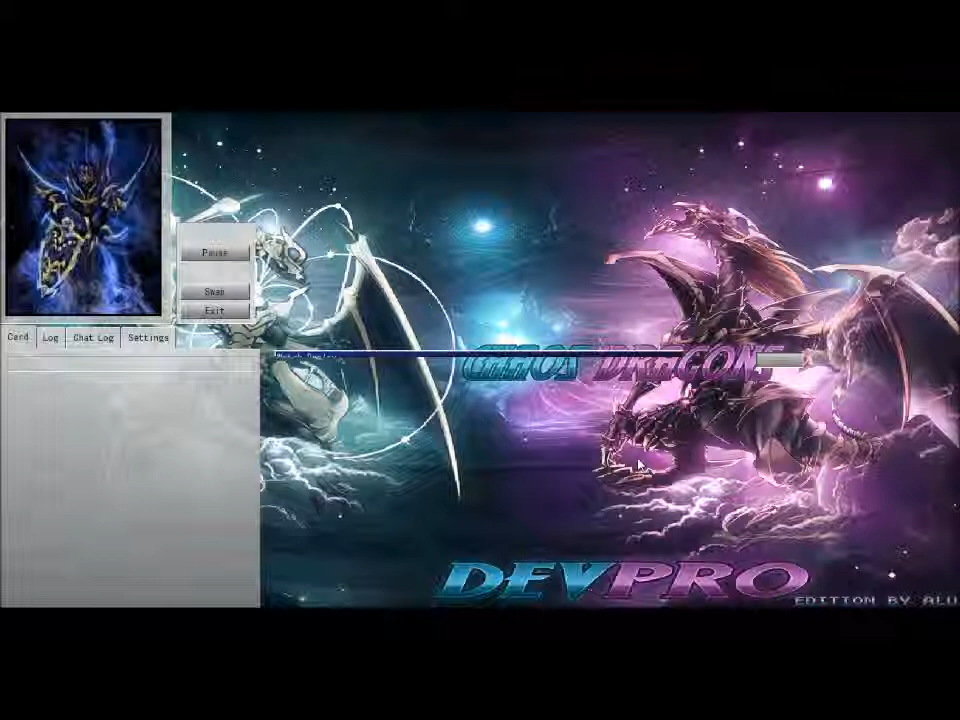 Pause
Swap
Exit
Card Log Chat Log Settings
CHAOS DRAGONS
DEVPRO
EDITION BY ALU